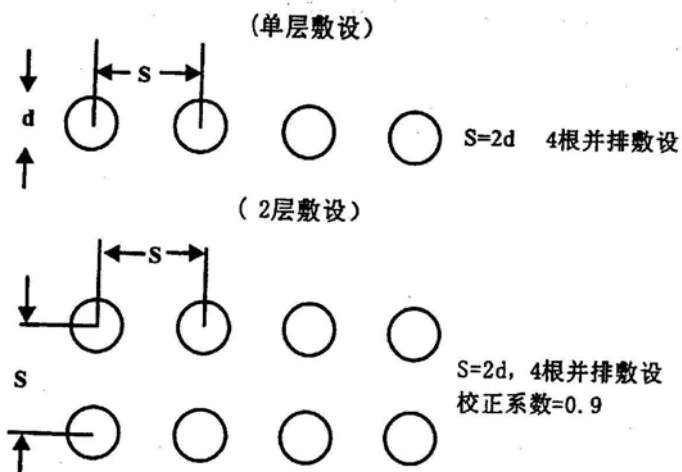 (单层敷设)
S
d
S=2d 4根并排敷设
( 2层敷设)
S
S
S=2d, 4根并排敷设
校正系数=0.9